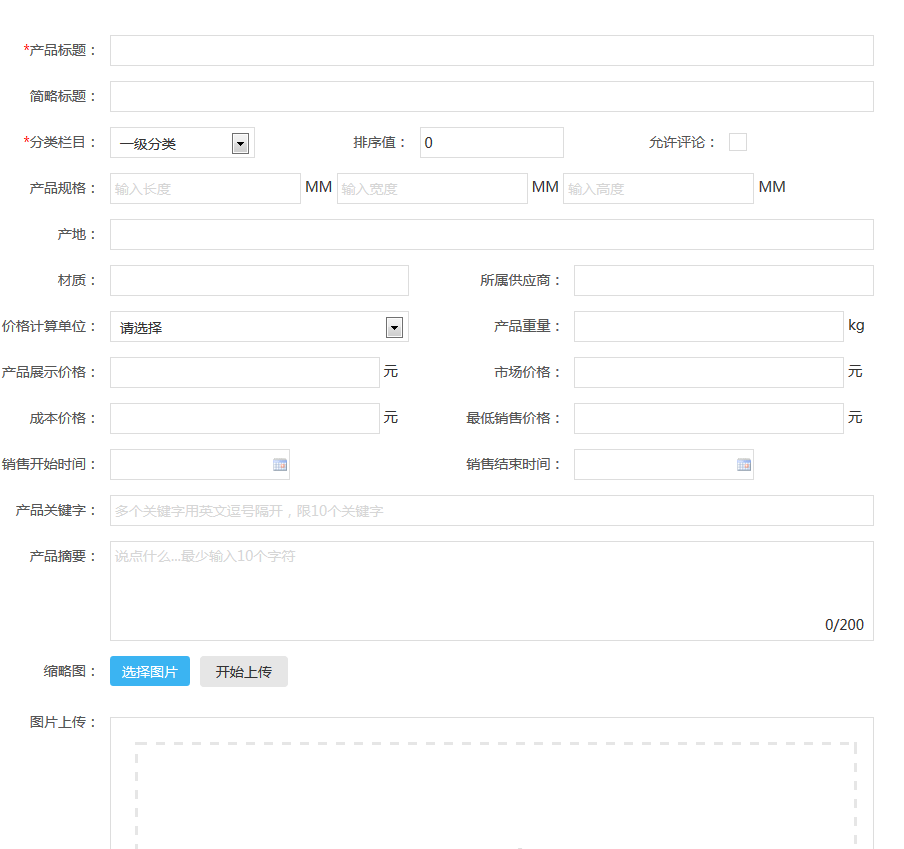 *产品标题：
简略标题：
*分类栏目： 一级分类 排序值： 0 允许评论：
产品规格： 输入长度 MM 输入宽度 MM 输入高度 MM
产地：
材质： 所属供应商：
价格计算单位： 请选择 产品重量： kg
产品展示价格： 元 市场价格： 元
成本价格： 元 最低销售价格： 元
销售开始时间： 销售结束时间：
产品关键字： 多个关键字用英文逗号隔开，限10个关键字
产品摘要： 说点什么...最少输入10个字符
0/200
缩略图： 选择图片 开始上传
图片上传：